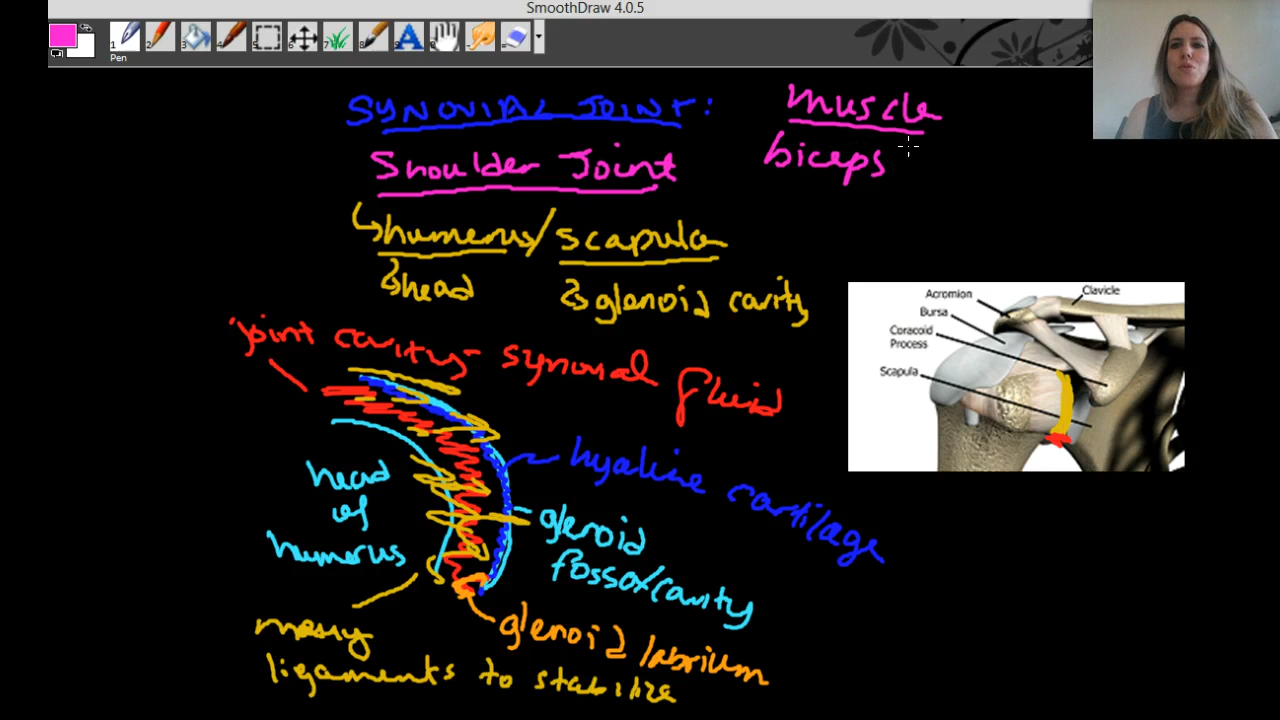 SmoothDraw 4.0.5
Pen
SYNOVIAL JOINT:
Shoulder Joint
humerus/scapula
head
glenoid cavity
muscle
biceps
joint cavity - synovial fluid
hyaline cartilage
head
of
humerus
glenoid
fossa/cavity
glenoid labrium
many
ligaments to stabilize
Acromion
Clavicle
Bursa
Coracoid
Process
Scapula